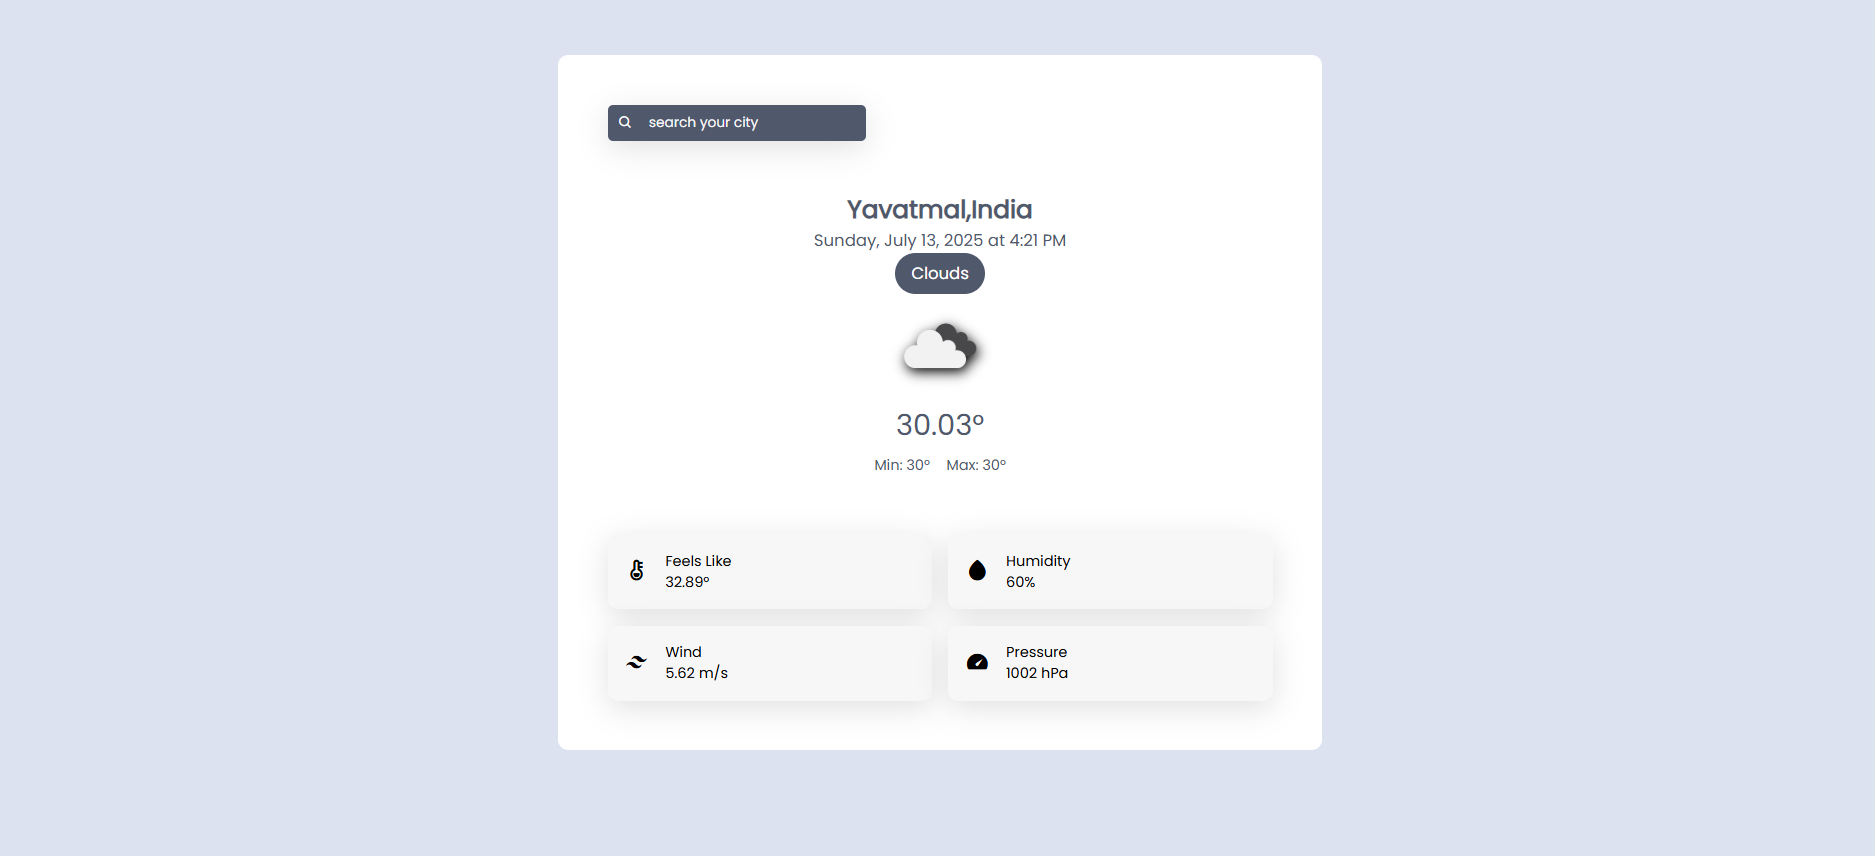 search your city
Yavatmal,India
Sunday, July 13, 2025 at 4:21 PM
Clouds
30.03°
Min: 30° Max: 30°
Feels Like
32.89°
Humidity
60%
Wind
5.62 m/s
Pressure
1002 hPa